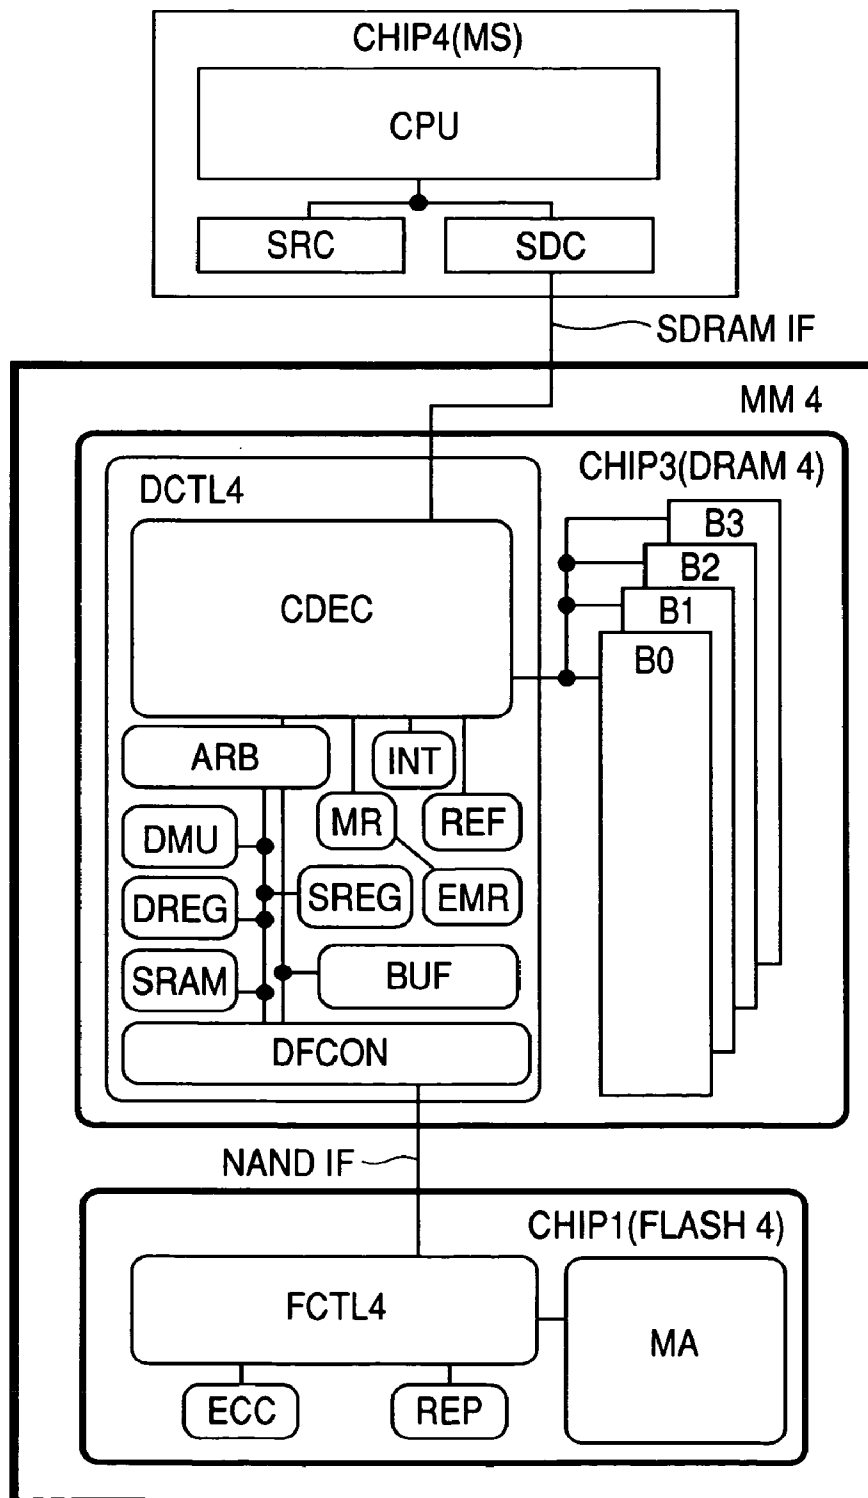 CHIP4(MS)
CPU
SRC
SDC
SDRAM IF
MM 4
CHIP3(DRAM 4)
DCTL4
B3
B2
CDEC
B1
B0
ARB
INT
MR
REF
DMU
DREG
SREG
EMR
SRAM
BUF
DFCON
NAND IF
CHIP1(FLASH 4)
FCTL4
MA
ECC
REP